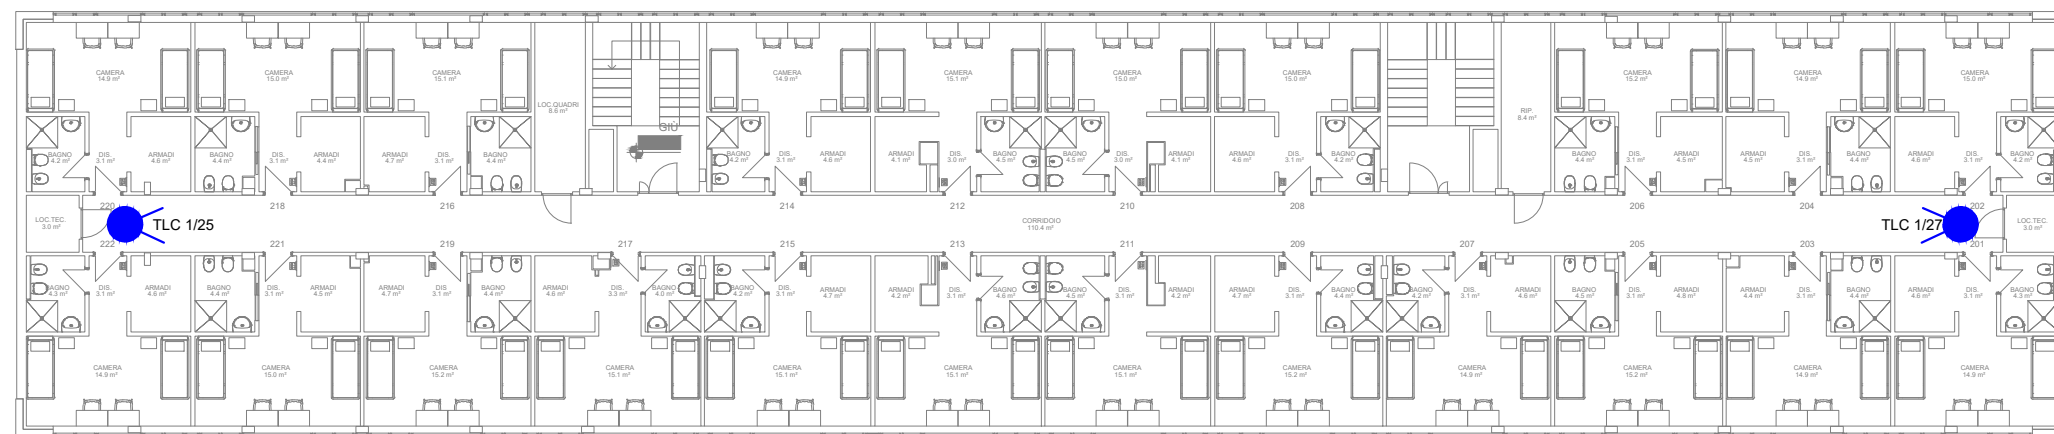 CAMERA
14.9 m²
CAMERA
15.0 m²
CAMERA
15.1 m²
LOC.QUADRI
8.6 m²
GIÙ
CAMERA
14.9 m²
CAMERA
15.1 m²
CAMERA
15.0 m²
CAMERA
15.0 m²
RIP.
8.4 m²
CAMERA
15.2 m²
CAMERA
14.9 m²
CAMERA
15.0 m²
BAGNO
4.2 m²
DIS.
3.1 m²
ARMADI
4.6 m²
BAGNO
4.4 m²
DIS.
3.1 m²
ARMADI
4.4 m²
ARMADI
4.7 m²
DIS.
3.1 m²
BAGNO
4.4 m²
BAGNO
4.2 m²
DIS.
3.1 m²
ARMADI
4.6 m²
ARMADI
4.1 m²
DIS.
3.0 m²
BAGNO
4.5 m²
BAGNO
4.5 m²
DIS.
3.0 m²
ARMADI
4.1 m²
ARMADI
4.6 m²
DIS.
3.1 m²
BAGNO
4.2 m²
BAGNO
4.4 m²
DIS.
3.1 m²
ARMADI
4.5 m²
ARMADI
4.5 m²
DIS.
3.1 m²
BAGNO
4.4 m²
ARMADI
4.6 m²
DIS.
3.1 m²
BAGNO
4.2 m²
220
218
216
214
212
210
208
206
204
202
LOC.TEC.
3.0 m²
TLC 1/25
CORRIDOIO
110.4 m²
TLC 1/27
LOC.TEC.
3.0 m²
222
221
219
217
215
213
211
209
207
205
203
201
BAGNO
4.3 m²
DIS.
3.1 m²
ARMADI
4.6 m²
BAGNO
4.4 m²
DIS.
3.1 m²
ARMADI
4.5 m²
ARMADI
4.7 m²
DIS.
3.1 m²
BAGNO
4.4 m²
ARMADI
4.6 m²
DIS.
3.3 m²
BAGNO
4.0 m²
BAGNO
4.2 m²
DIS.
3.1 m²
ARMADI
4.7 m²
ARMADI
4.2 m²
DIS.
3.1 m²
BAGNO
4.6 m²
BAGNO
4.5 m²
DIS.
3.1 m²
ARMADI
4.2 m²
ARMADI
4.7 m²
DIS.
3.1 m²
BAGNO
4.4 m²
BAGNO
4.2 m²
DIS.
3.1 m²
ARMADI
4.6 m²
BAGNO
4.5 m²
DIS.
3.1 m²
ARMADI
4.8 m²
ARMADI
4.4 m²
DIS.
3.1 m²
BAGNO
4.4 m²
ARMADI
4.6 m²
DIS.
3.1 m²
BAGNO
4.3 m²
CAMERA
14.9 m²
CAMERA
15.0 m²
CAMERA
15.2 m²
CAMERA
15.1 m²
CAMERA
15.1 m²
CAMERA
15.1 m²
CAMERA
15.1 m²
CAMERA
15.2 m²
CAMERA
14.9 m²
CAMERA
15.2 m²
CAMERA
14.9 m²
CAMERA
14.9 m²